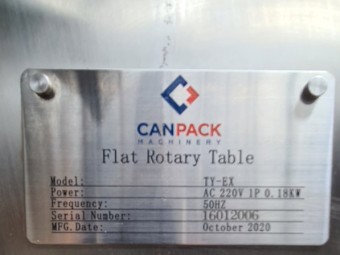 CANPACK
MACHINERY
Flat Rotary Table
Model: TY-EX
Power: AC 220V 1P 0.18KW
Frequency: 50HZ
Serial Number: 16012006
MFG.Date: October 2020